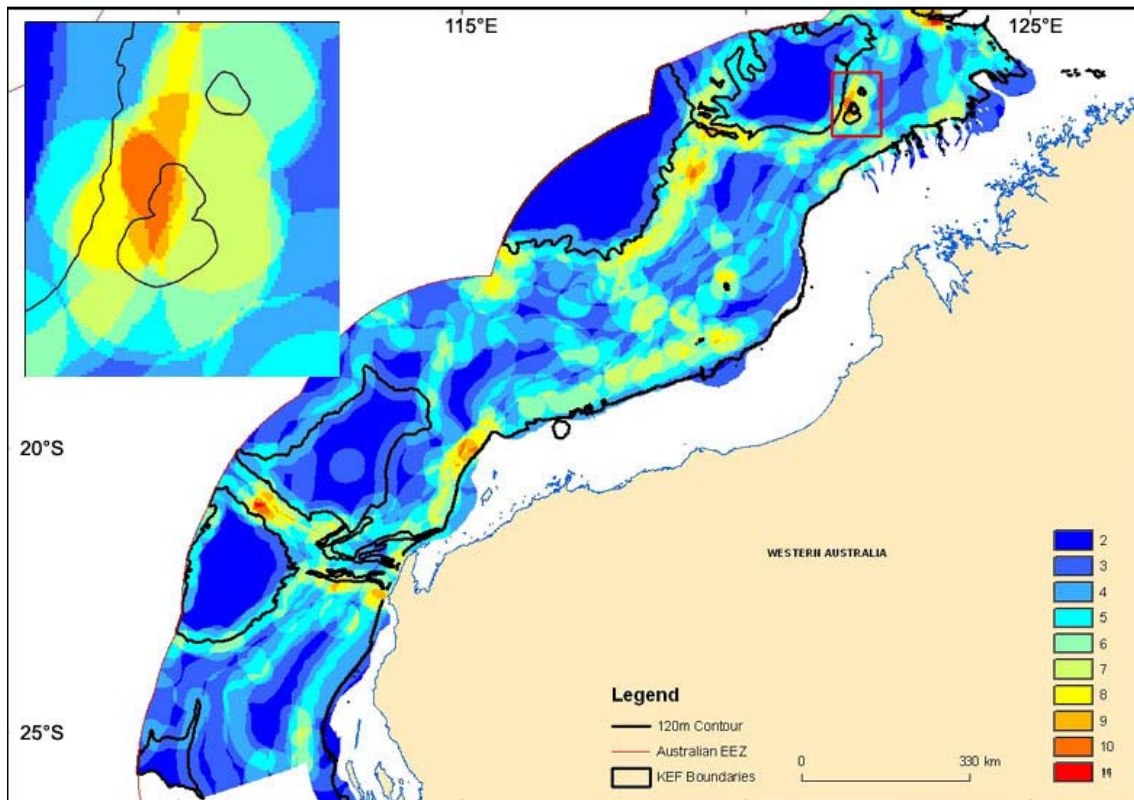 115°E
125°E
20°S
WESTERN AUSTRALIA
2
3
4
5
6
7
8
9
10
11
25°S
Legend
120m Contour
Australian EEZ
KEF Boundaries
0
330 km